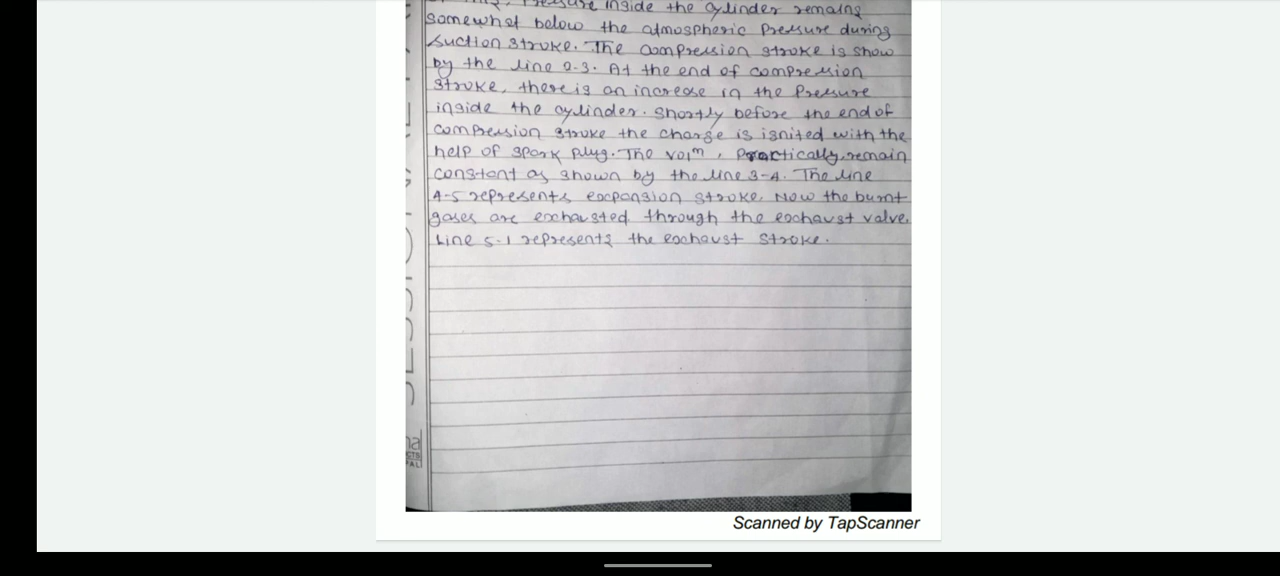 Pressure inside the cylinder remains
somewhat below the atmospheric Pressure during
suction stroke. The compression stroke is show
by the line 2-3. At the end of compression
stroke, there is an increase in the Pressure
inside the cylinder. Shortly before the end of
compression stroke the charge is ignited with the
help of spark plug. The volm, Practically remain
constant as shown by the line 3-4. The line
4-5 represents expansion stroke. Now the burnt
gases are exhausted through the exhaust valve.
Line 5-1 represents the exhaust stroke.
Scanned by TapScanner